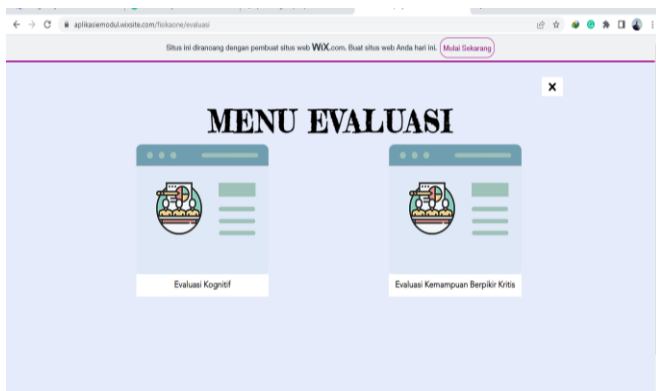 aplikasiemodul.wixsite.com/fisikaone/evaluasi
Situs ini dirancang dengan pembuat situs web WiX.com. Buat situs web Anda hari ini. Mulai Sekarang
X
MENU EVALUASI
Evaluasi Kognitif
Evaluasi Kemampuan Berpikir Kritis